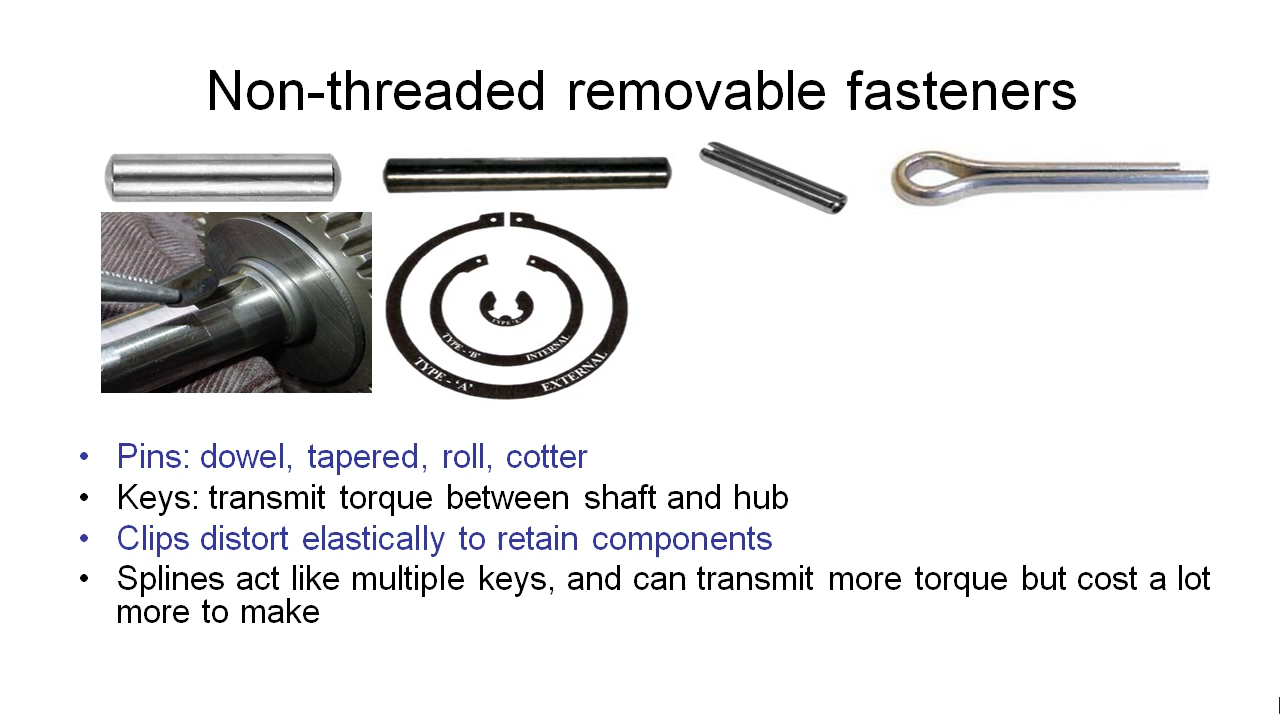 Non-threaded removable fasteners
TYPE 'E'
TYPE - 'B' INTERNAL
TYPE - 'A' EXTERNAL
• Pins: dowel, tapered, roll, cotter
• Keys: transmit torque between shaft and hub
• Clips distort elastically to retain components
• Splines act like multiple keys, and can transmit more torque but cost a lot
more to make